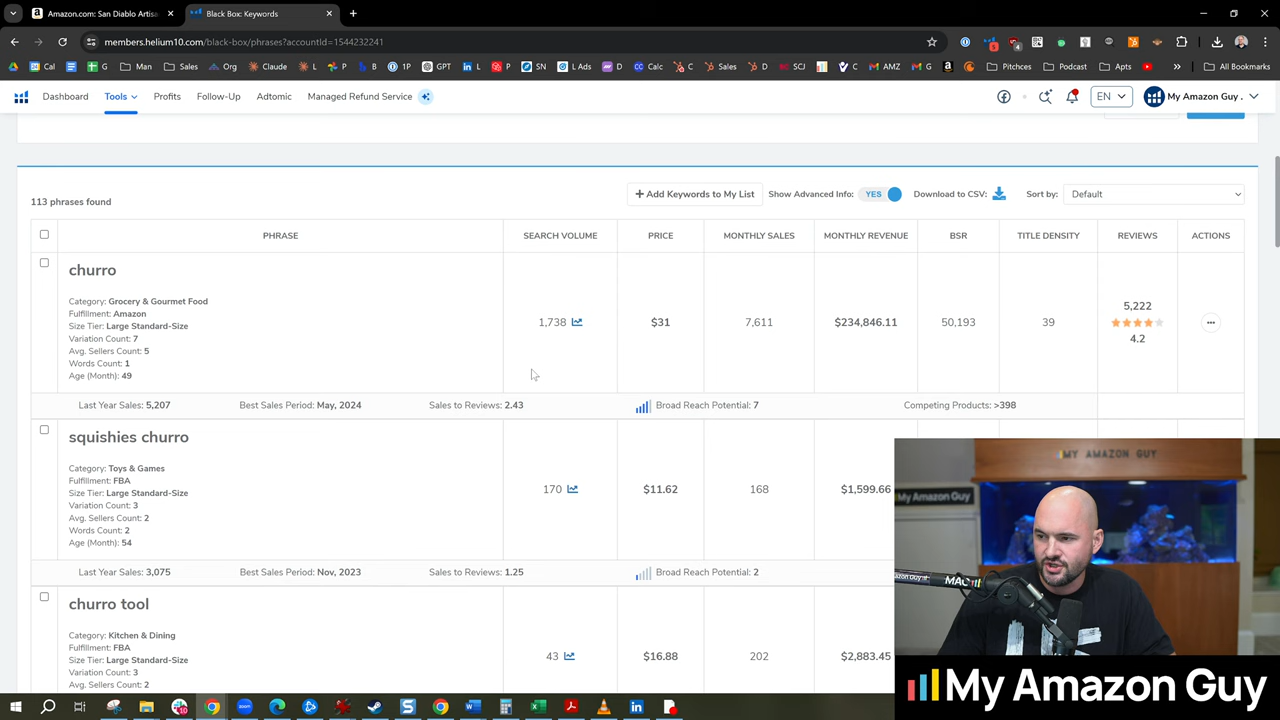 Amazon.com: San Diablo Artisa
Black Box: Keywords
members.helium10.com/black-box/phrases?accountId=1544232241
Cal G Man Sales Org Claude P B 1P GPT P SN L Ads D Calc C Sales D SCJ C AMZ G Pitchces Podcast Apts All Bookmarks
Dashboard Tools Profits Follow-Up Adtomic Managed Refund Service EN My Amazon Guy .
113 phrases found
+ Add Keywords to My List Show Advanced Info: YES Download to CSV: Sort by: Default
PHRASE SEARCH VOLUME PRICE MONTHLY SALES MONTHLY REVENUE BSR TITLE DENSITY REVIEWS ACTIONS
churro
Category: Grocery & Gourmet Food
Fulfillment: Amazon
Size Tier: Large Standard-Size
Variation Count: 7
Avg. Sellers Count: 5
Words Count: 1
Age (Month): 49
1,738 $31 7,611 $234,846.11 50,193 39
5,222
4.2
Last Year Sales: 5,207 Best Sales Period: May, 2024 Sales to Reviews: 2.43 Broad Reach Potential: 7 Competing Products: >398
squishies churro
Category: Toys & Games
Fulfillment: FBA
Size Tier: Large Standard-Size
Variation Count: 3
Avg. Sellers Count: 2
Words Count: 2
Age (Month): 54
170 $11.62 168 $1,599.66
Last Year Sales: 3,075 Best Sales Period: Nov, 2023 Sales to Reviews: 1.25 Broad Reach Potential: 2
churro tool
Category: Kitchen & Dining
Fulfillment: FBA
Size Tier: Large Standard-Size
Variation Count: 3
Avg. Sellers Count: 2
43 $16.88 202 $2,883.45
MY AMAZON GUY
My Amazon Guy
My Amazon Guy